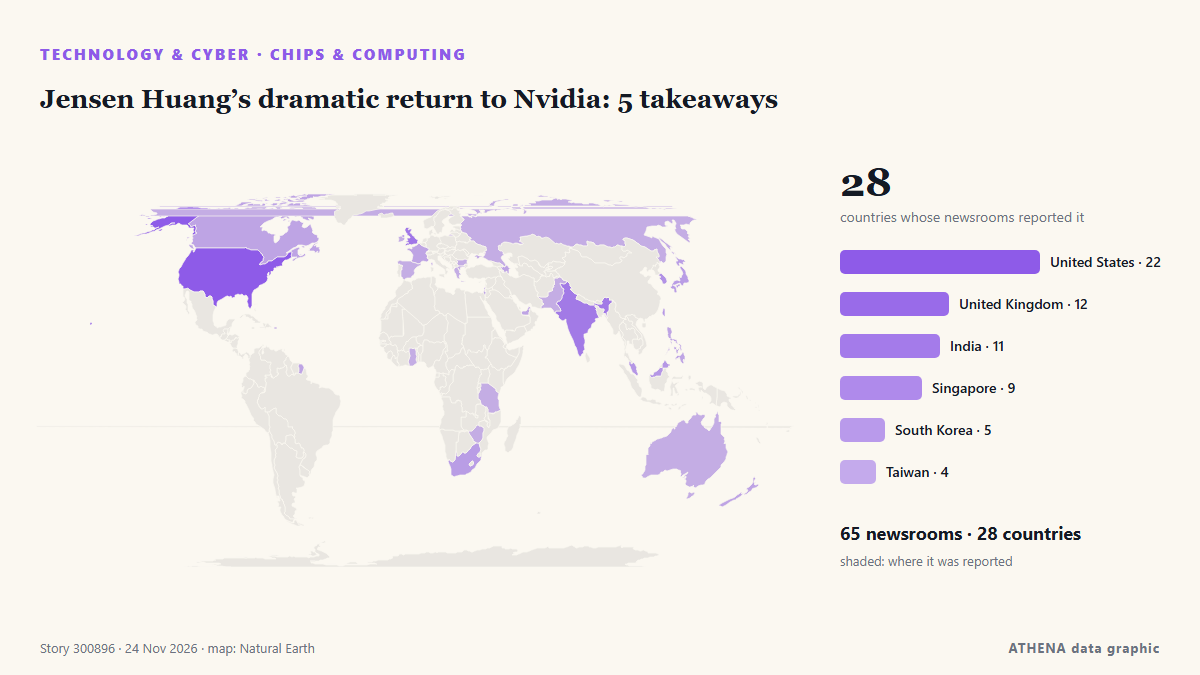 TECHNOLOGY & CYBER · CHIPS & COMPUTING
Jensen Huang’s dramatic return to Nvidia: 5 takeaways
28
countries whose newsrooms reported it
United States · 22
United Kingdom · 12
India · 11
Singapore · 9
South Korea · 5
Taiwan · 4
65 newsrooms · 28 countries
shaded: where it was reported
Story 300896 · 24 Nov 2026 · map: Natural Earth
ATHENA data graphic